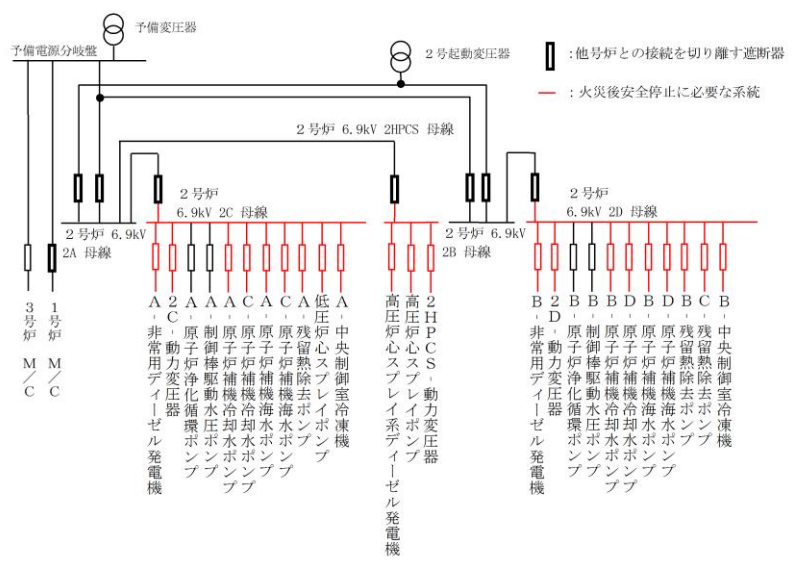 予備変圧器
予備電源分岐盤
２号起動変圧器
：他号炉との接続を切り離す遮断器
：火災後安全停止に必要な系統
２号炉 6.9kV 2HPCS 母線
２号炉
6.9kV 2C 母線
２号炉 6.9kV
2A 母線
２号炉 6.9kV
2B 母線
２号炉
6.9kV 2D 母線
３号炉 Ｍ／Ｃ
１号炉 Ｍ／Ｃ
Ａ-非常用ディーゼル発電機
２Ｃ-動力変圧器
Ａ-原子炉浄化循環ポンプ
Ａ-制御棒駆動水圧ポンプ
Ａ-原子炉補機冷却水ポンプ
Ｃ-原子炉補機冷却水ポンプ
Ａ-原子炉補機海水ポンプ
Ｃ-原子炉補機海水ポンプ
Ａ-残留熱除去ポンプ
低圧炉心スプレイポンプ
Ａ-中央制御室冷凍機
高圧炉心スプレイ系ディーゼル発電機
高圧炉心スプレイポンプ
２ＨＰＣＳ-動力変圧器
Ｂ-非常用ディーゼル発電機
２Ｄ-動力変圧器
Ｂ-原子炉浄化循環ポンプ
Ｂ-制御棒駆動水圧ポンプ
Ｂ-原子炉補機冷却水ポンプ
Ｄ-原子炉補機冷却水ポンプ
Ｂ-原子炉補機海水ポンプ
Ｄ-原子炉補機海水ポンプ
Ｂ-残留熱除去ポンプ
Ｃ-残留熱除去ポンプ
Ｂ-中央制御室冷凍機